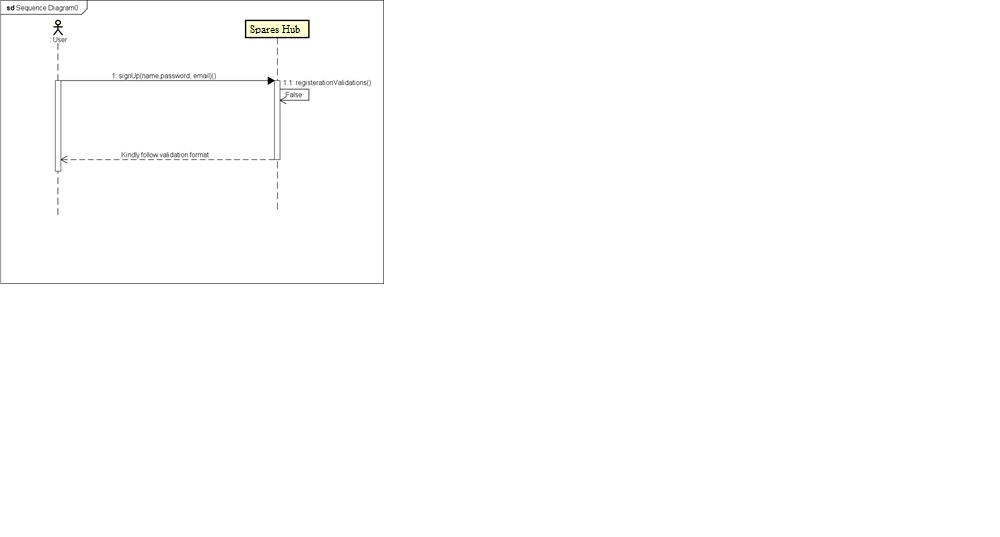 sd Sequence Diagram0
: User
Spares Hub
1: signUp(name,password, email)()
1.1: registerationValidations()
False
Kindly follow validation format